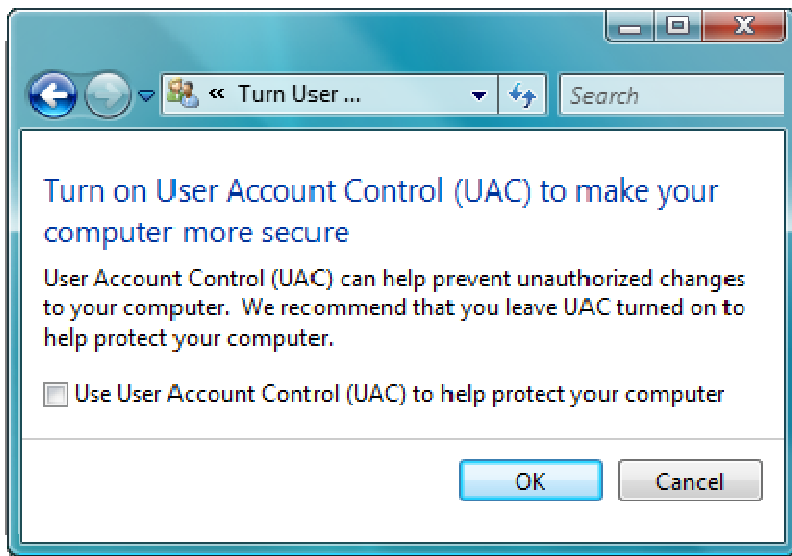 « Turn User ...
Search
Turn on User Account Control (UAC) to make your
computer more secure
User Account Control (UAC) can help prevent unauthorized changes
to your computer.  We recommend that you leave UAC turned on to
help protect your computer.
Use User Account Control (UAC) to help protect your computer
OK
Cancel